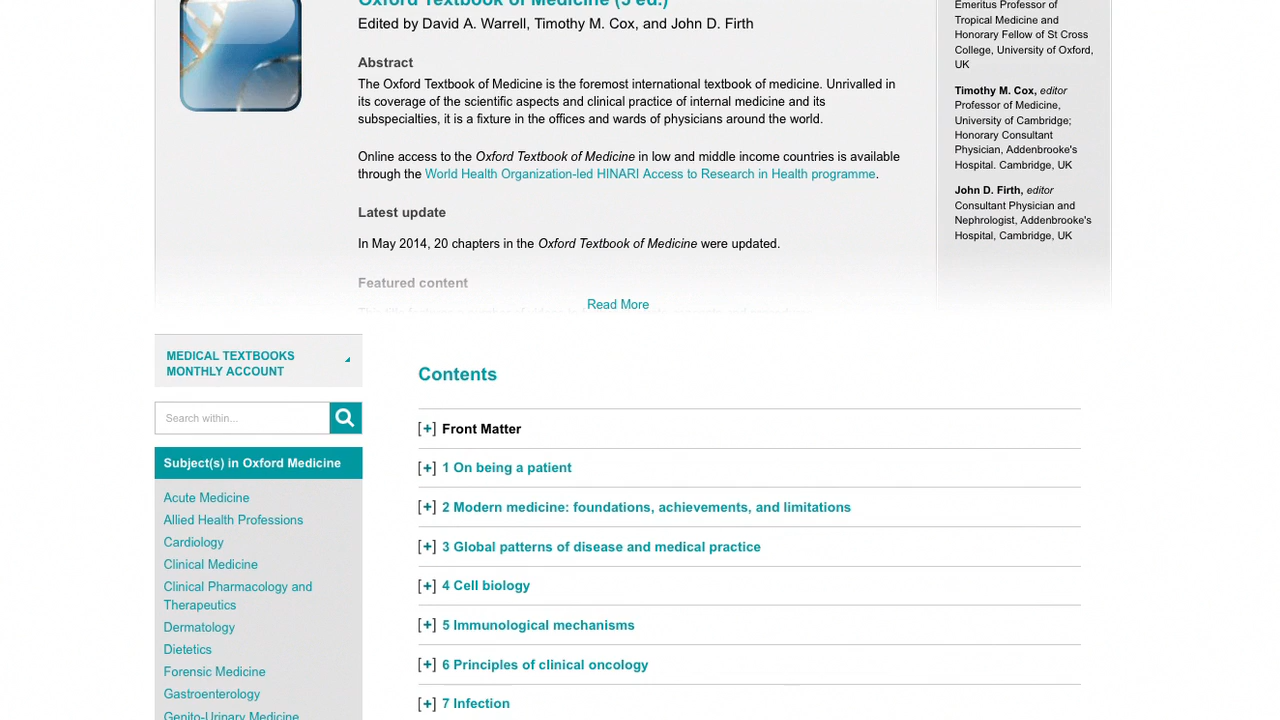 Oxford Textbook of Medicine (5 ed.)
Edited by David A. Warrell, Timothy M. Cox, and John D. Firth
Abstract
The Oxford Textbook of Medicine is the foremost international textbook of medicine. Unrivalled in
its coverage of the scientific aspects and clinical practice of internal medicine and its
subspecialties, it is a fixture in the offices and wards of physicians around the world.
Online access to the Oxford Textbook of Medicine in low and middle income countries is available
through the World Health Organization-led HINARI Access to Research in Health programme.
Latest update
In May 2014, 20 chapters in the Oxford Textbook of Medicine were updated.
Featured content
Read More
Emeritus Professor of
Tropical Medicine and
Honorary Fellow of St Cross
College, University of Oxford,
UK
Timothy M. Cox, editor
Professor of Medicine,
University of Cambridge;
Honorary Consultant
Physician, Addenbrooke's
Hospital. Cambridge, UK
John D. Firth, editor
Consultant Physician and
Nephrologist, Addenbrooke's
Hospital, Cambridge, UK
MEDICAL TEXTBOOKS
MONTHLY ACCOUNT
Search within...
Subject(s) in Oxford Medicine
Acute Medicine
Allied Health Professions
Cardiology
Clinical Medicine
Clinical Pharmacology and
Therapeutics
Dermatology
Dietetics
Forensic Medicine
Gastroenterology
Genito-Urinary Medicine
Contents
[+] Front Matter
[+] 1 On being a patient
[+] 2 Modern medicine: foundations, achievements, and limitations
[+] 3 Global patterns of disease and medical practice
[+] 4 Cell biology
[+] 5 Immunological mechanisms
[+] 6 Principles of clinical oncology
[+] 7 Infection